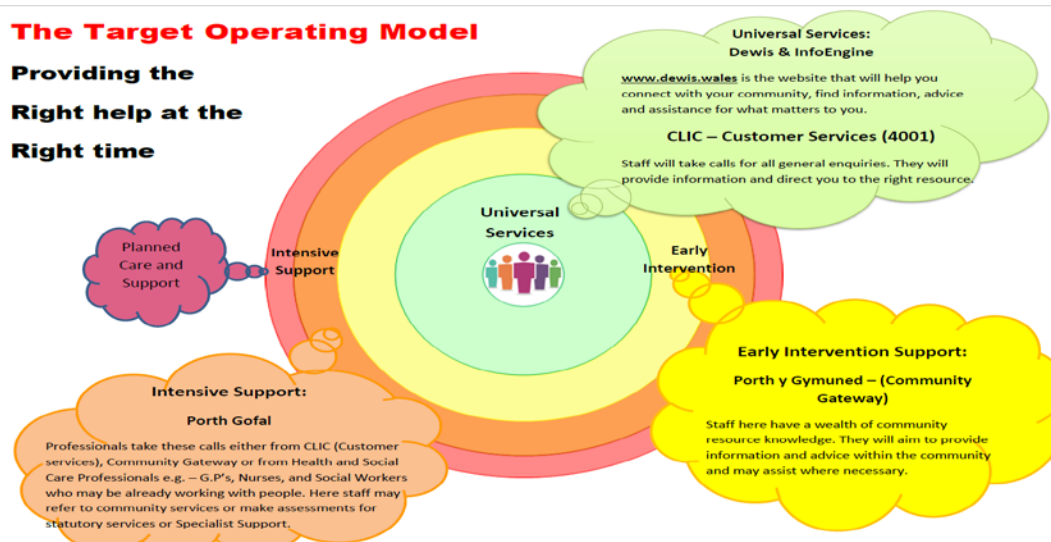 The Target Operating Model
Providing the
Right help at the
Right time
Universal Services:
Dewis & InfoEngine
www.dewis.wales is the website that will help you
connect with your community, find information, advice
and assistance for what matters to you.
CLIC – Customer Services (4001)
Staff will take calls for all general enquiries. They will
provide information and direct you to the right resource.
Universal
Services
Planned
Care and
Support
Intensive
Support
Early
Intervention
Intensive Support:
Porth Gofal
Professionals take these calls either from CLIC (Customer
services), Community Gateway or from Health and Social
Care Professionals e.g. – G.P's, Nurses, and Social Workers
who may be already working with people. Here staff may
refer to community services or make assessments for
statutory services or Specialist Support.
Early Intervention Support:
Porth y Gymuned – (Community
Gateway)
Staff here have a wealth of community
resource knowledge. They will aim to provide
information and advice within the community
and may assist where necessary.